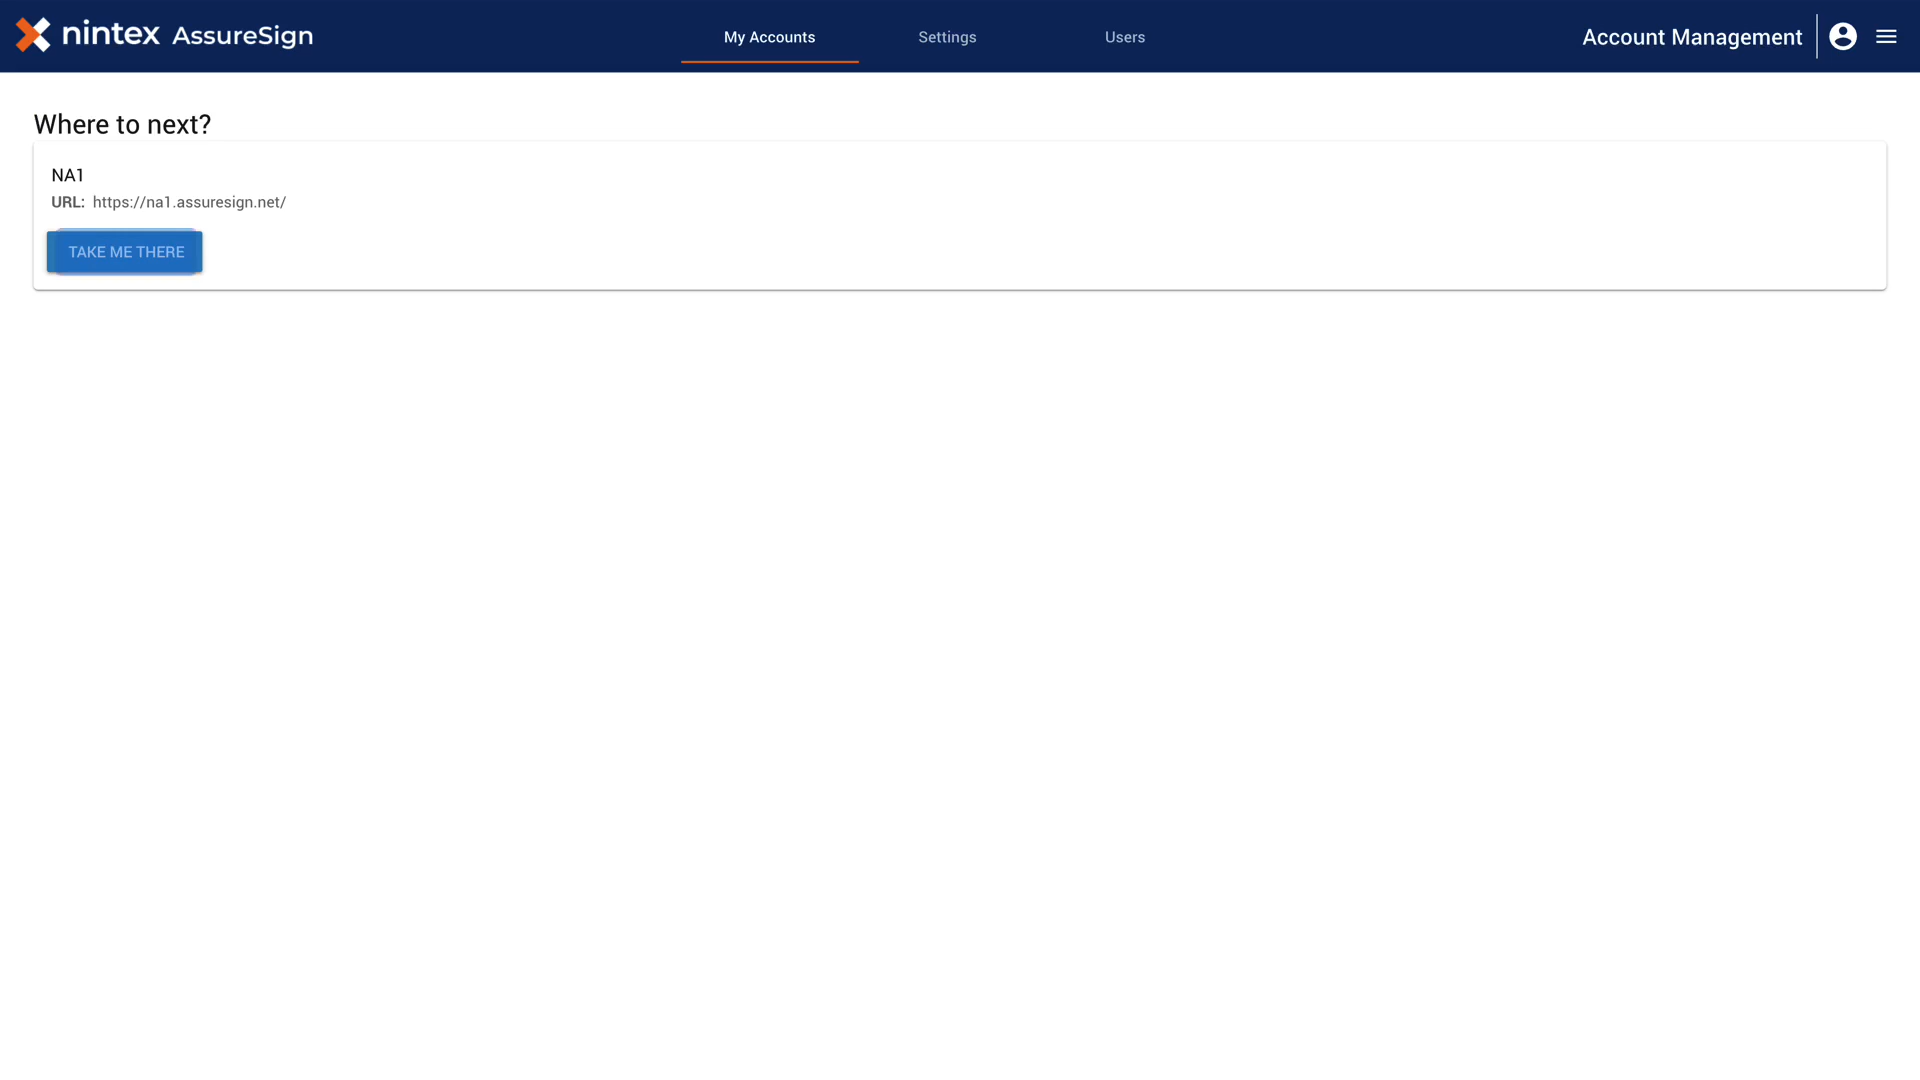 nintex AssureSign
My Accounts
Settings
Users
Account Management
Where to next?
NA1
URL: https://na1.assuresign.net/
TAKE ME THERE